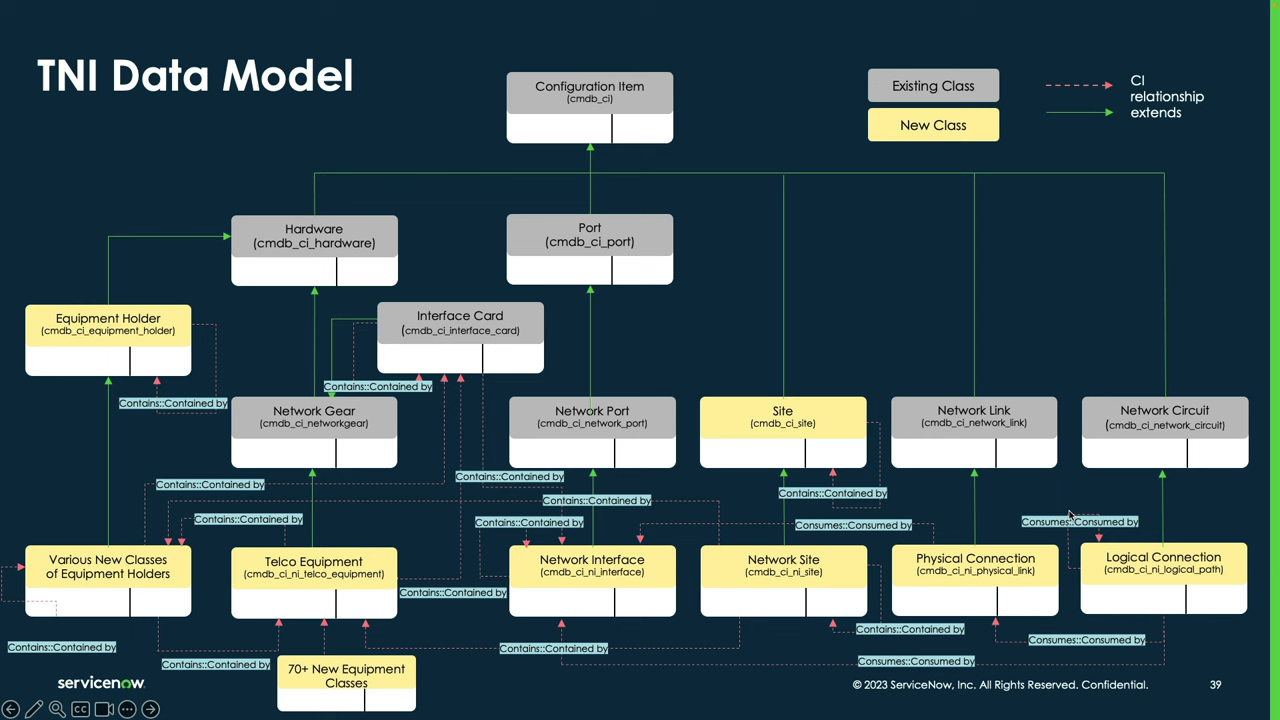 TNI Data Model
Configuration Item
(cmdb_ci)
Existing Class
New Class
CI
relationship
extends
Hardware
(cmdb_ci_hardware)
Port
(cmdb_ci_port)
Equipment Holder
(cmdb_ci_equipment_holder)
Interface Card
(cmdb_ci_interface_card)
Contains::Contained by
Contains::Contained by
Network Gear
(cmdb_ci_networkgear)
Network Port
(cmdb_ci_network_port)
Site
(cmdb_ci_site)
Network Link
(cmdb_ci_network_link)
Network Circuit
(cmdb_ci_network_circuit)
Contains::Contained by
Contains::Contained by
Contains::Contained by
Contains::Contained by
Contains::Contained by
Contains::Contained by
Consumes::Consumed by
Consumes::Consumed by
Various New Classes
of Equipment Holders
Telco Equipment
(cmdb_ci_ni_telco_equipment)
Network Interface
(cmdb_ci_ni_interface)
Network Site
(cmdb_ci_ni_site)
Physical Connection
(cmdb_ci_ni_physical_link)
Logical Connection
(cmdb_ci_ni_logical_path)
Contains::Contained by
Contains::Contained by
Consumes::Consumed by
Contains::Contained by
Contains::Contained by
Contains::Contained by
Consumes::Consumed by
70+ New Equipment
Classes
servicenow
© 2023 ServiceNow, Inc. All Rights Reserved. Confidential.
39
CC